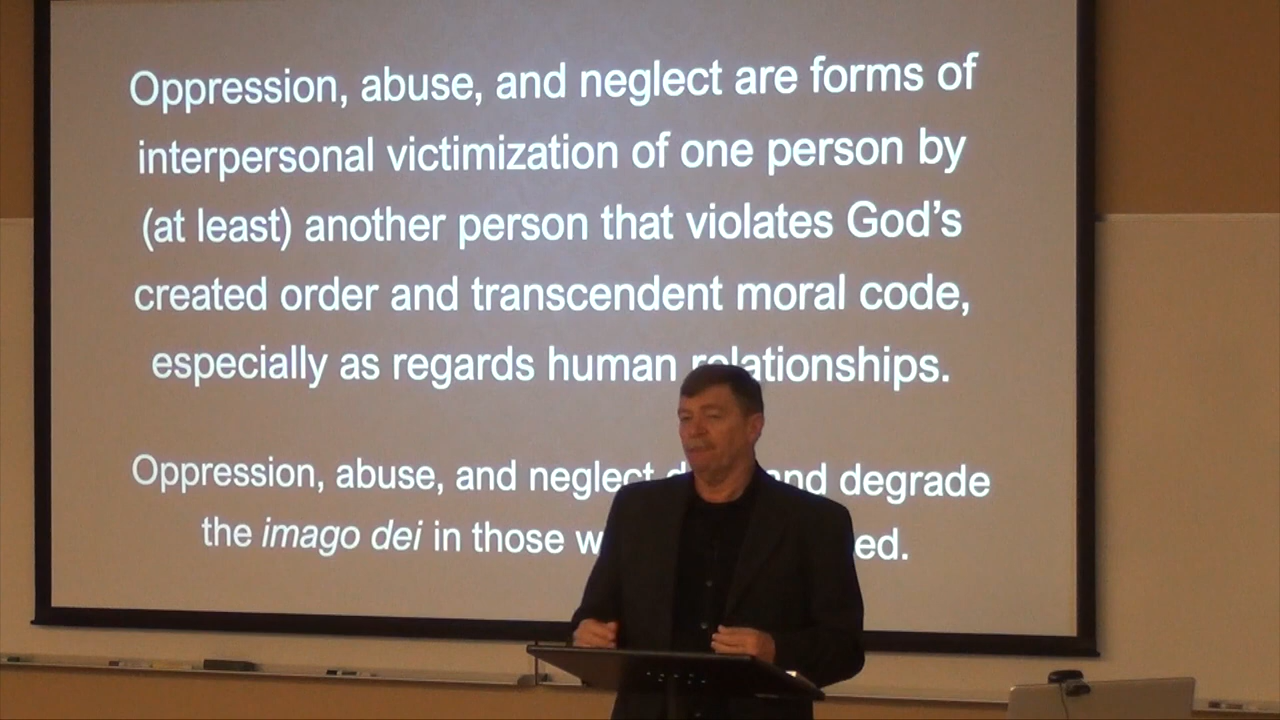 Oppression, abuse, and neglect are forms of
interpersonal victimization of one person by
(at least) another person that violates God's
created order and transcendent moral code,
especially as regards human relationships.
Oppression, abuse, and neglect and degrade
the imago dei in those